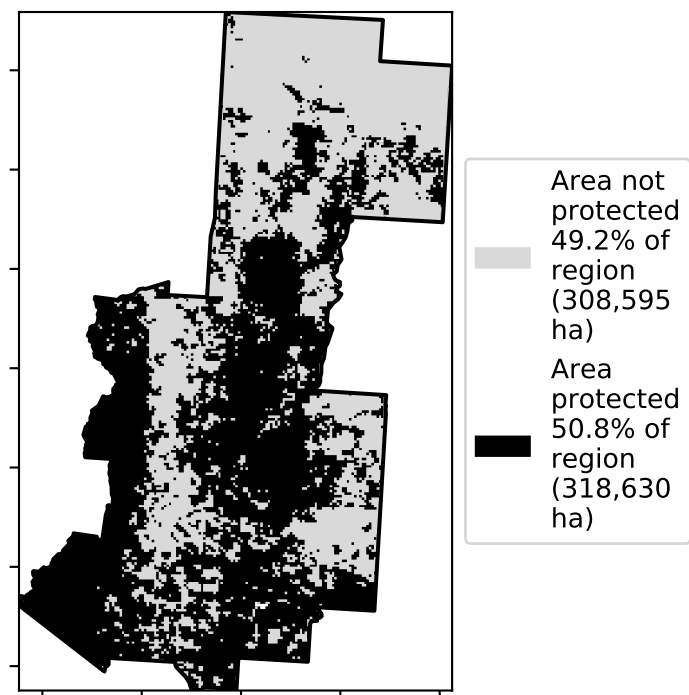 Area not
protected
49.2% of
region
(308,595
ha)
Area
protected
50.8% of
region
(318,630
ha)